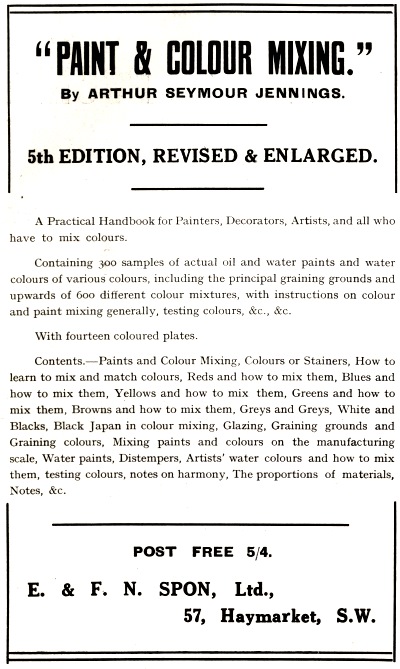 “PAINT & COLOUR MIXING.”
By ARTHUR SEYMOUR JENNINGS.
5th EDITION, REVISED & ENLARGED.
A Practical Handbook for Painters, Decorators, Artists, and all who
have to mix colours.
Containing 300 samples of actual oil and water paints and water
colours of various colours, including the principal graining grounds and
upwards of 600 different colour mixtures, with instructions on colour
and paint mixing generally, testing colours, &c., &c.
With fourteen coloured plates.
Contents.—Paints and Colour Mixing, Colours or Stainers, How to
learn to mix and match colours, Reds and how to mix them, Blues and
how to mix them, Yellows and how to mix them, Greens and how to
mix them, Browns and how to mix them, Greys and Greys, White and
Blacks, Black Japan in colour mixing, Glazing, Graining grounds and
Graining colours, Mixing paints and colours on the manufacturing
scale, Water paints, Distempers, Artists’ water colours and how to mix
them, testing colours, notes on harmony, The proportions of materials,
Notes, &c.
POST FREE 5/4.
E. & F. N. SPON, Ltd.,
57, Haymarket, S.W.